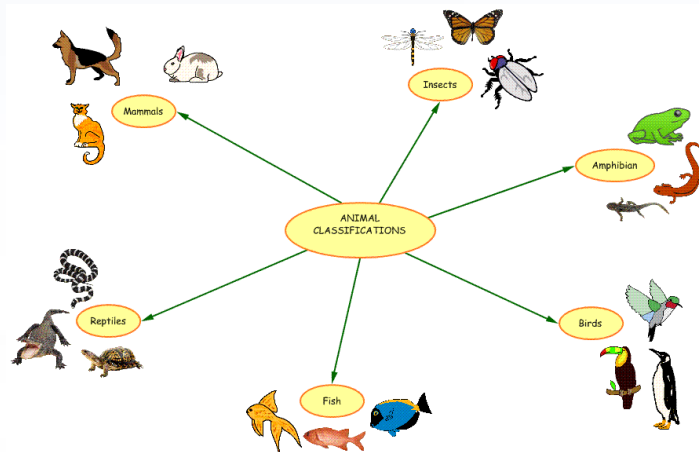 Insects
Mammals
Amphibian
ANIMAL
CLASSIFICATIONS
Reptiles
Birds
Fish